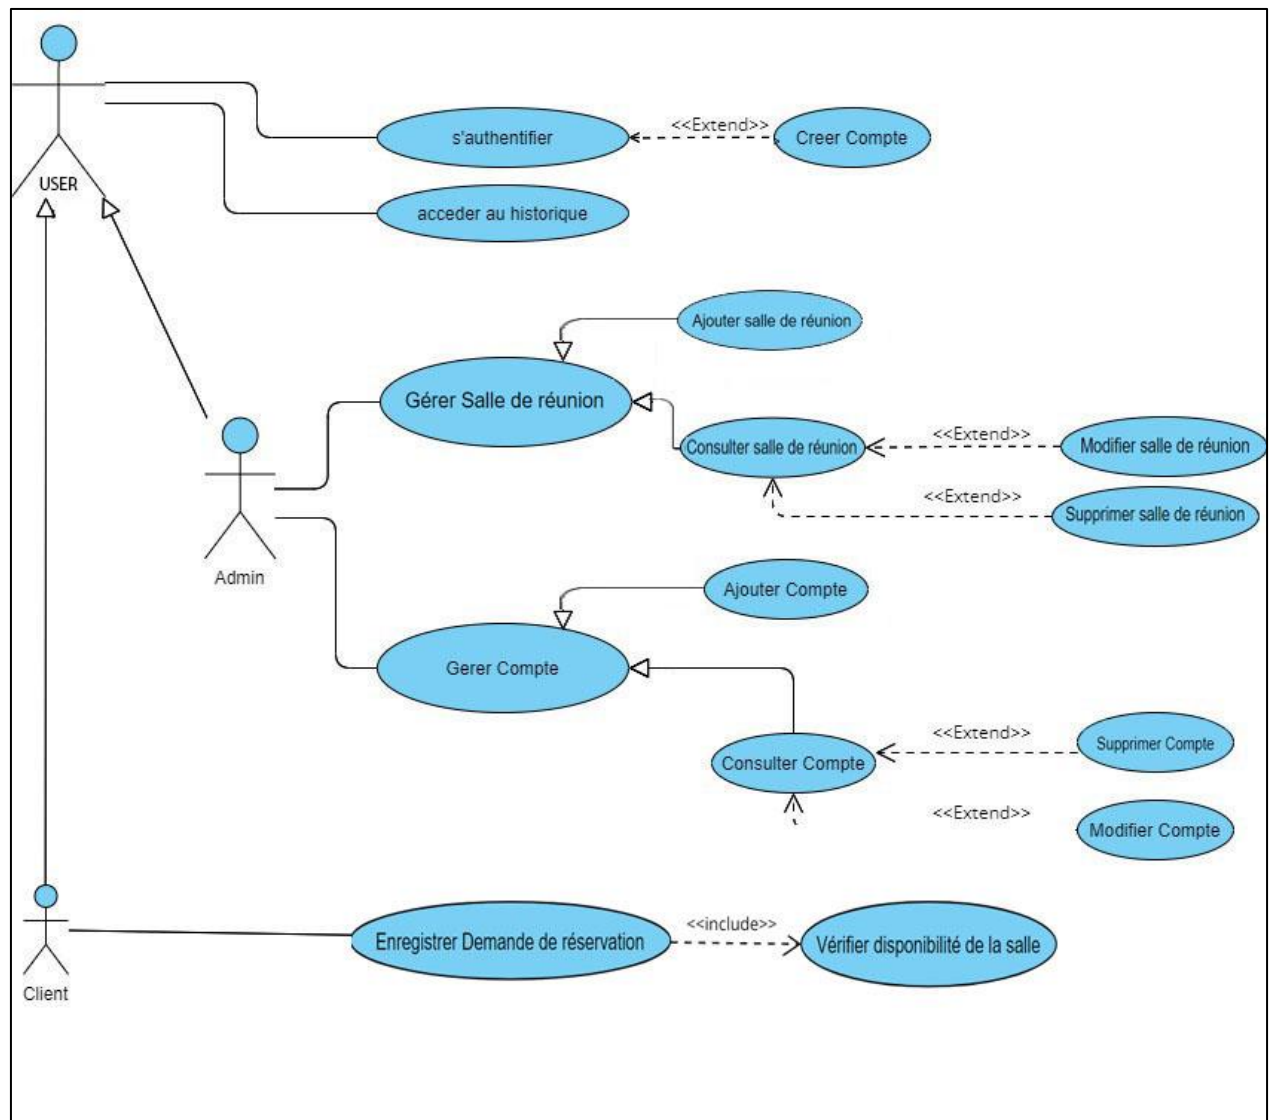 s'authentifier
<<Extend>>
Creer Compte
USER
acceder au historique
Ajouter salle de réunion
Gérer Salle de réunion
Consulter salle de réunion
<<Extend>>
Modifier salle de réunion
<<Extend>>
Supprimer salle de réunion
Admin
Ajouter Compte
Gerer Compte
Consulter Compte
<<Extend>>
Supprimer Compte
<<Extend>>
Modifier Compte
Enregistrer Demande de réservation
<<include>>
Vérifier disponibilité de la salle
Client